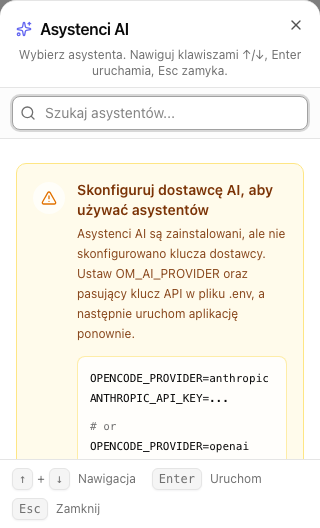 Asystenci AI
Wybierz asystenta. Nawiguj klawiszami ↑/↓, Enter
uruchamia, Esc zamyka.
Szukaj asystentów...
Skonfiguruj dostawcę AI, aby
używać asystentów
Asystenci AI są zainstalowani, ale nie
skonfigurowano klucza dostawcy.
Ustaw OM_AI_PROVIDER oraz
pasujący klucz API w pliku .env, a
następnie uruchom aplikację
ponownie.
OPENCODE_PROVIDER=anthropic
ANTHROPIC_API_KEY=...
# or
OPENCODE_PROVIDER=openai
↑ + ↓ Nawigacja Enter Uruchom
Esc Zamknij